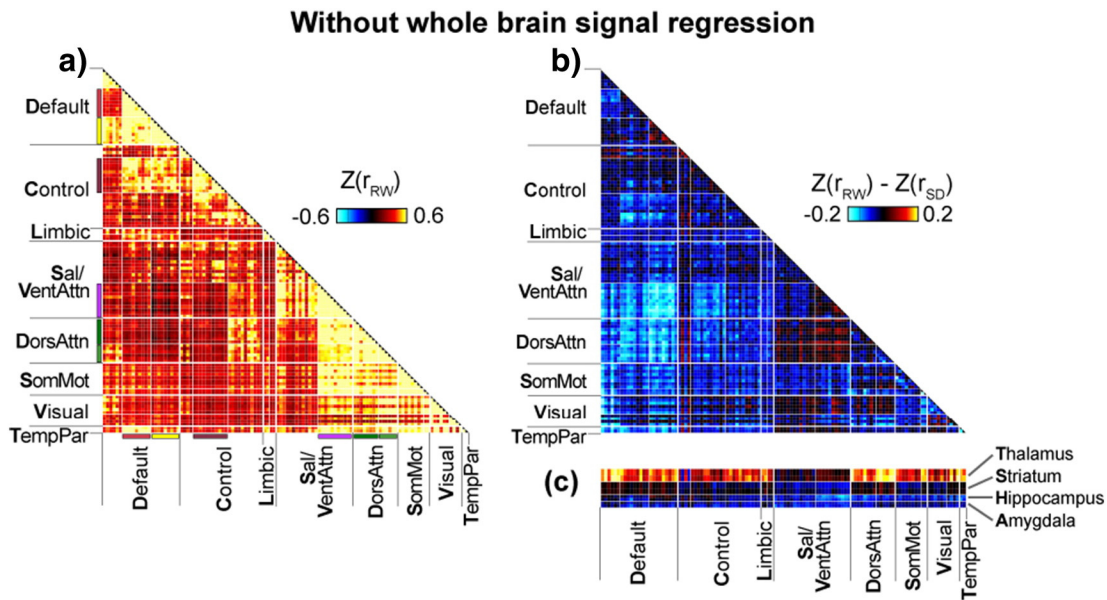 Without whole brain signal regression
a)
Default
Control
Limbic
Sal/
VentAttn
DorsAttn
SomMot
Visual
TempPar
Z(rRW)
-0.6 0.6
Default
Control
Limbic
Sal/
VentAttn
DorsAttn
SomMot
Visual
TempPar
b)
Default
Control
Limbic
Sal/
VentAttn
DorsAttn
SomMot
Visual
TempPar
Z(rRW) - Z(rSD)
-0.2 0.2
(c)
Thalamus
Striatum
Hippocampus
Amygdala
Default
Control
Limbic
Sal/
VentAttn
DorsAttn
SomMot
Visual
TempPar